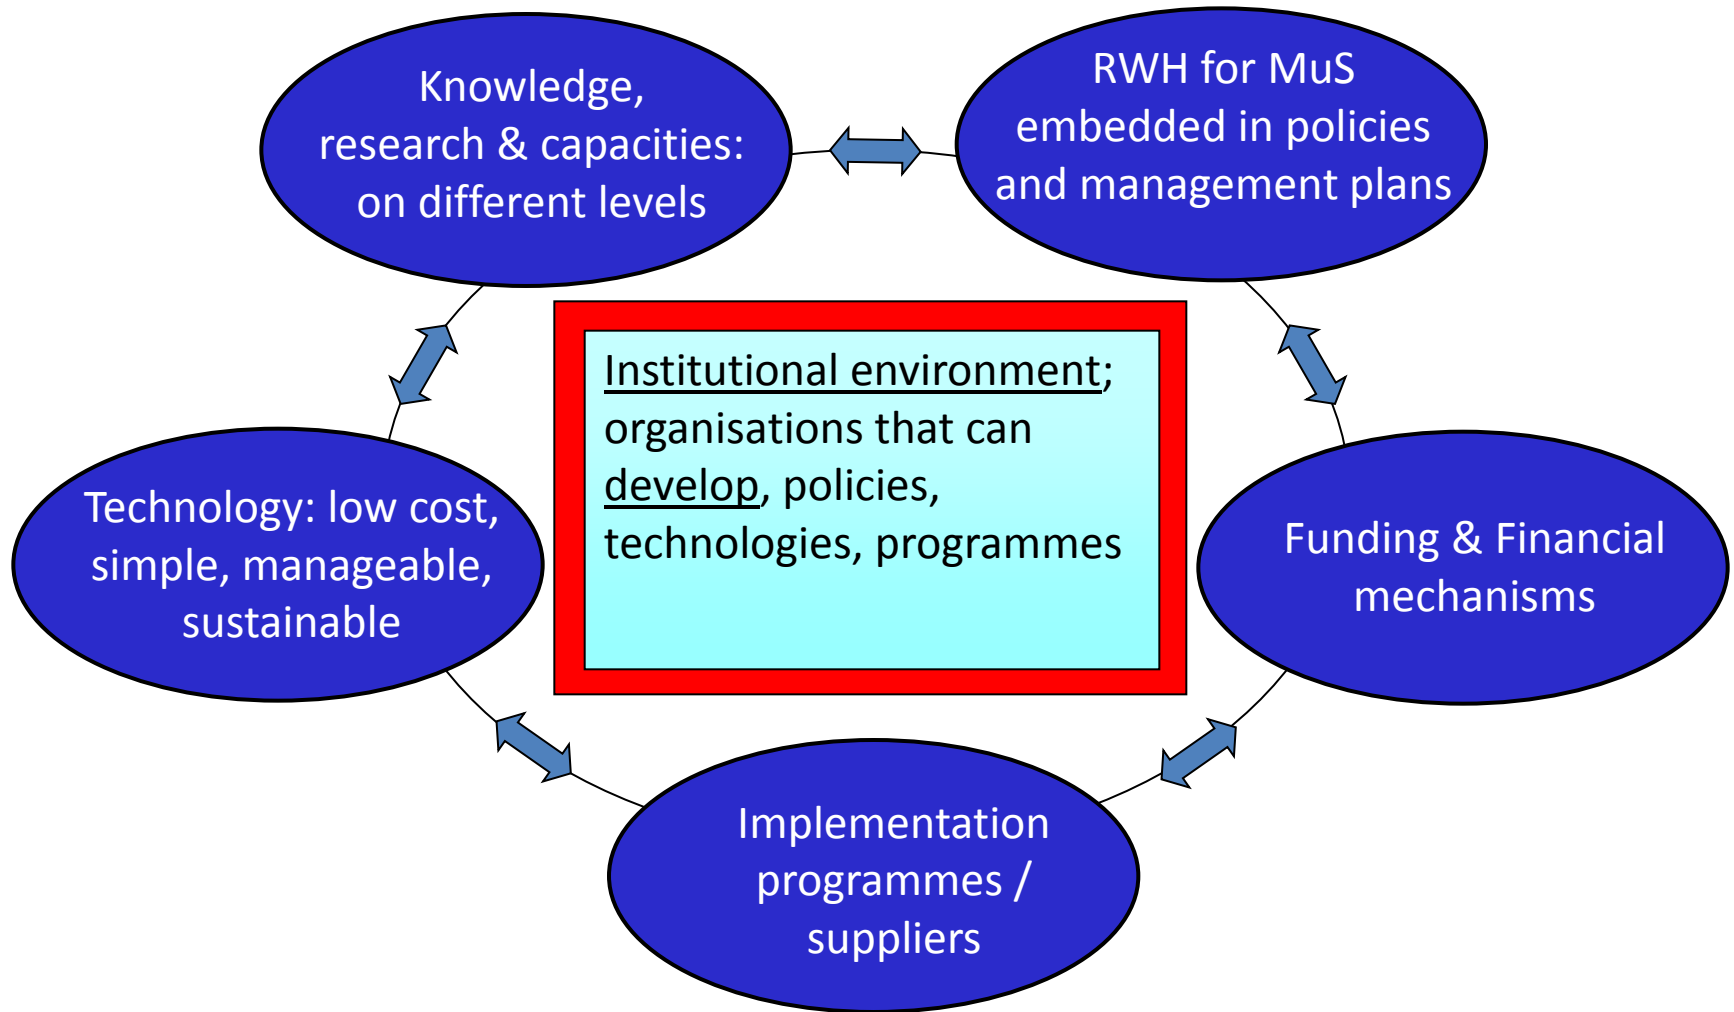 Knowledge,
research & capacities:
on different levels
RWH for MuS
embedded in policies
and management plans
Institutional environment;
organisations that can
develop, policies,
technologies, programmes
Technology: low cost,
simple, manageable,
sustainable
Funding & Financial
mechanisms
Implementation
programmes /
suppliers